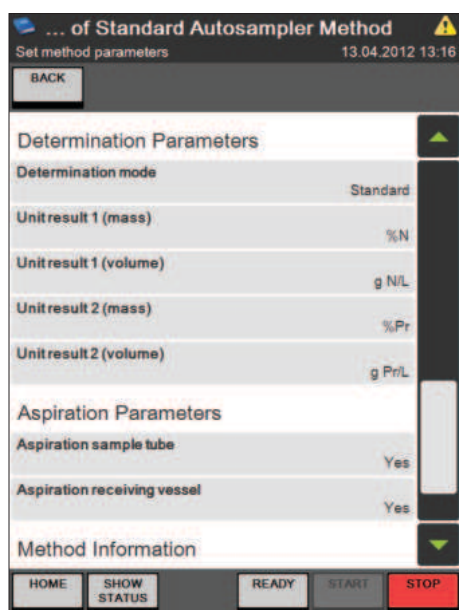 ... of Standard Autosampler Method
Set method parameters 13.04.2012 13:16
BACK
Determination Parameters
Determination mode
Standard
Unit result 1 (mass)
%N
Unit result 1 (volume)
g N/L
Unit result 2 (mass)
%Pr
Unit result 2 (volume)
g Pr/L
Aspiration Parameters
Aspiration sample tube
Yes
Aspiration receiving vessel
Yes
Method Information
HOME SHOW STATUS READY START STOP